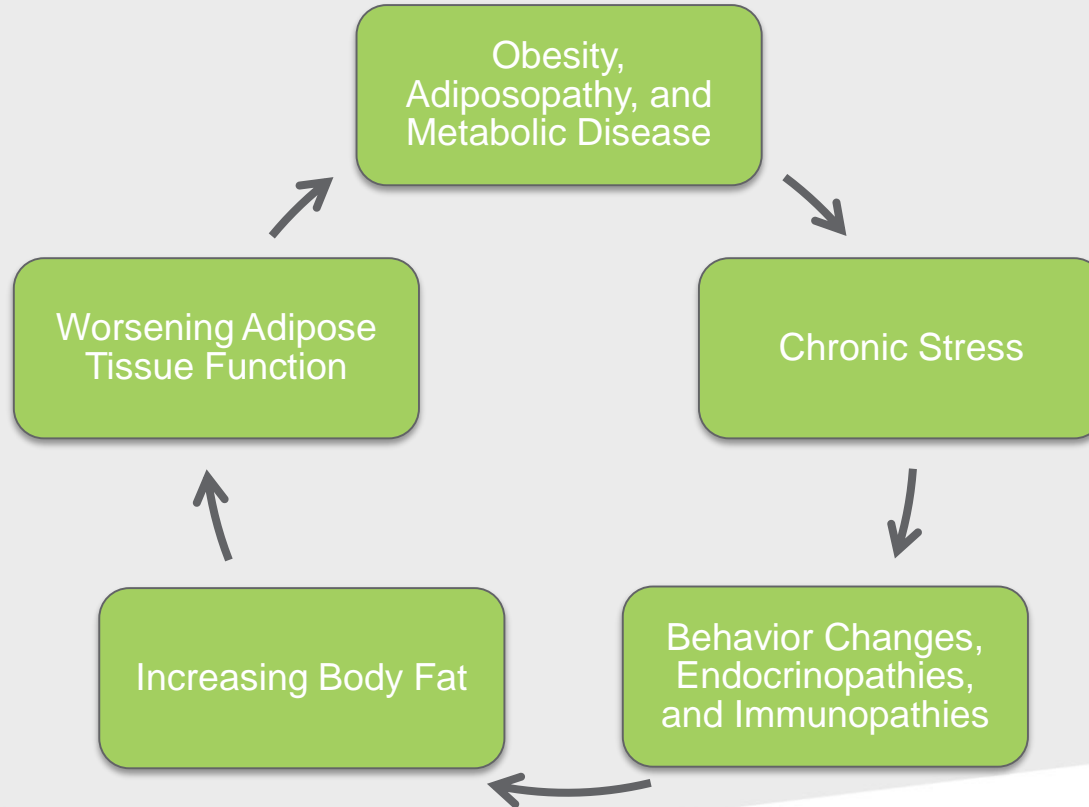 Obesity,
Adiposopathy, and
Metabolic Disease
Chronic Stress
Behavior Changes,
Endocrinopathies,
and Immunopathies
Increasing Body Fat
Worsening Adipose
Tissue Function